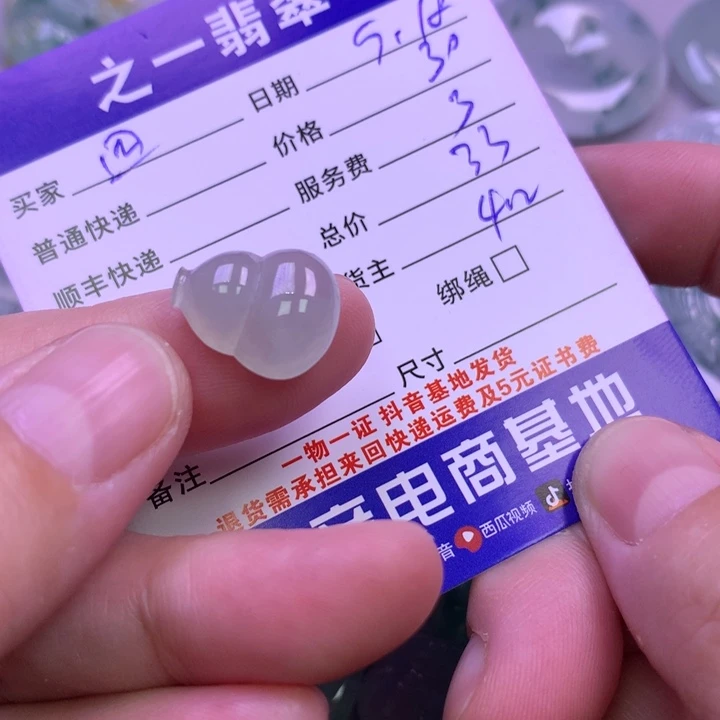 之一翡翠
日期 9.12
买家 四 价格 30
普通快递 服务费 3
顺丰快递 总价 33
货主
绑绳
尺寸
备注
一物一证 抖音基地发货
退货需承担来回快递运费及5元证书费
电商基地
音 西瓜视频